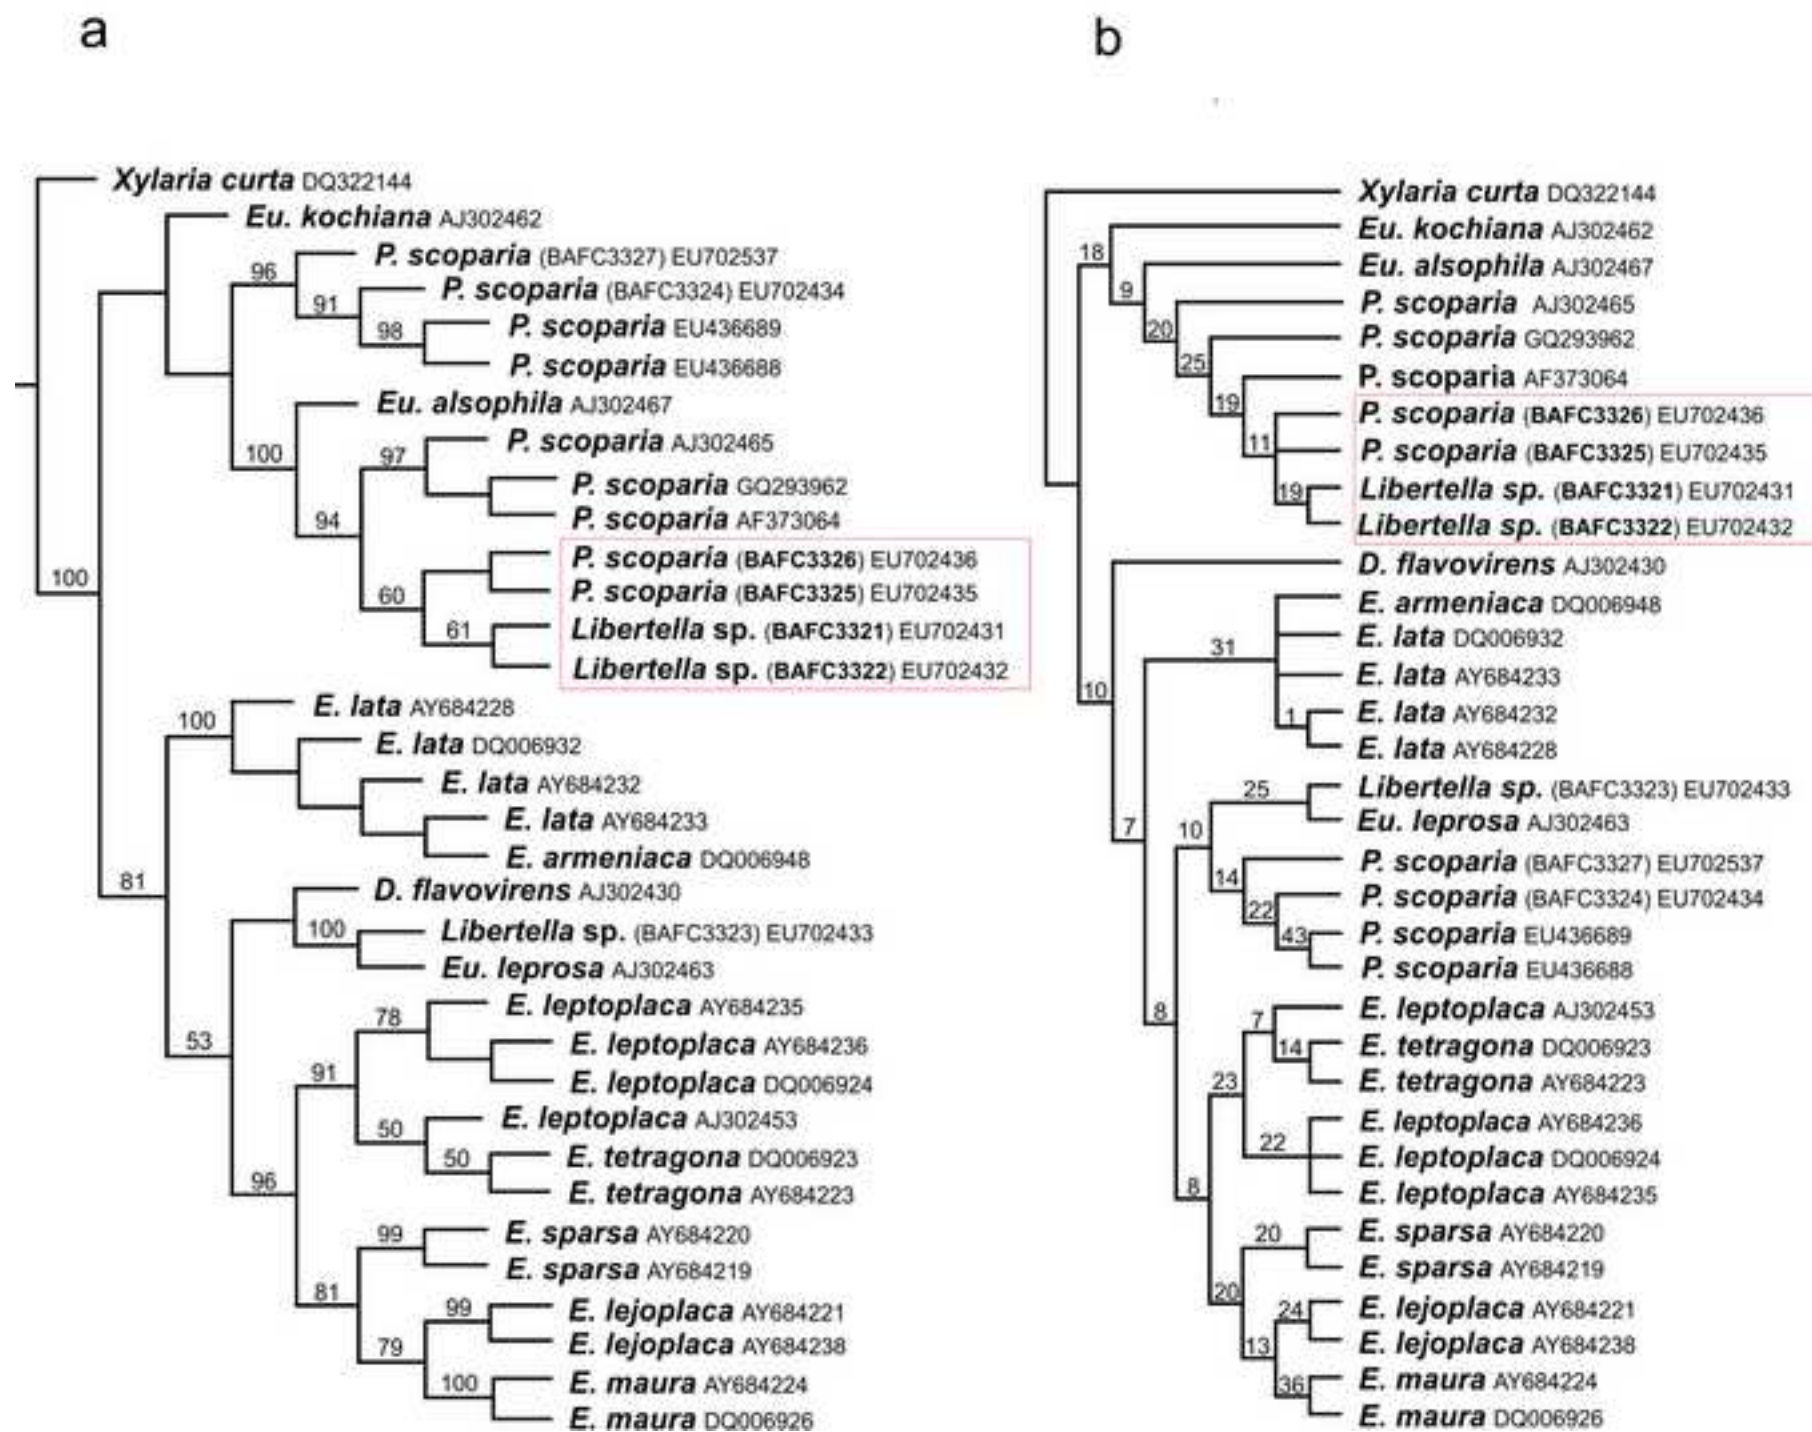 a
Xylaria curta DQ322144
Eu. kochiana AJ302462
P. scoparia (BAFC3327) EU702537
96
P. scoparia (BAFC3324) EU702434
91
P. scoparia EU436689
98
P. scoparia EU436688
Eu. alsophila AJ302467
P. scoparia AJ302465
100
97
P. scoparia GQ293962
P. scoparia AF373064
94
P. scoparia (BAFC3326) EU702436
100
P. scoparia (BAFC3325) EU702435
60
Libertella sp. (BAFC3321) EU702431
61
Libertella sp. (BAFC3322) EU702432
E. lata AY684228
100
E. lata DQ006932
E. lata AY684232
E. lata AY684233
E. armeniaca DQ006948
81
D. flavovirens AJ302430
Libertella sp. (BAFC3323) EU702433
100
Eu. leprosa AJ302463
E. leptoplaca AY684235
78
53
E. leptoplaca AY684236
91
E. leptoplaca DQ006924
E. leptoplaca AJ302453
50
E. tetragona DQ006923
50
96
E. tetragona AY684223
E. sparsa AY684220
99
E. sparsa AY684219
81
E. lejoplaca AY684221
99
E. lejoplaca AY684238
79
E. maura AY684224
100
E. maura DQ006926
b
Xylaria curta DQ322144
Eu. kochiana AJ302462
18
Eu. alsophila AJ302467
9
P. scoparia AJ302465
20
P. scoparia GQ293962
25
P. scoparia AF373064
19
P. scoparia (BAFC3326) EU702436
11
P. scoparia (BAFC3325) EU702435
Libertella sp. (BAFC3321) EU702431
19
Libertella sp. (BAFC3322) EU702432
D. flavovirens AJ302430
E. armeniaca DQ006948
E. lata DQ006932
31
E. lata AY684233
10
E. lata AY684232
1
E. lata AY684228
Libertella sp. (BAFC3323) EU702433
25
Eu. leprosa AJ302463
7
10
P. scoparia (BAFC3327) EU702537
14
P. scoparia (BAFC3324) EU702434
22
P. scoparia EU436689
43
P. scoparia EU436688
E. leptoplaca AJ302453
8
7
E. tetragona DQ006923
14
E. tetragona AY684223
23
E. leptoplaca AY684236
22
E. leptoplaca DQ006924
E. leptoplaca AY684235
8
E. sparsa AY684220
20
E. sparsa AY684219
20
E. lejoplaca AY684221
24
E. lejoplaca AY684238
13
E. maura AY684224
36
E. maura DQ006926